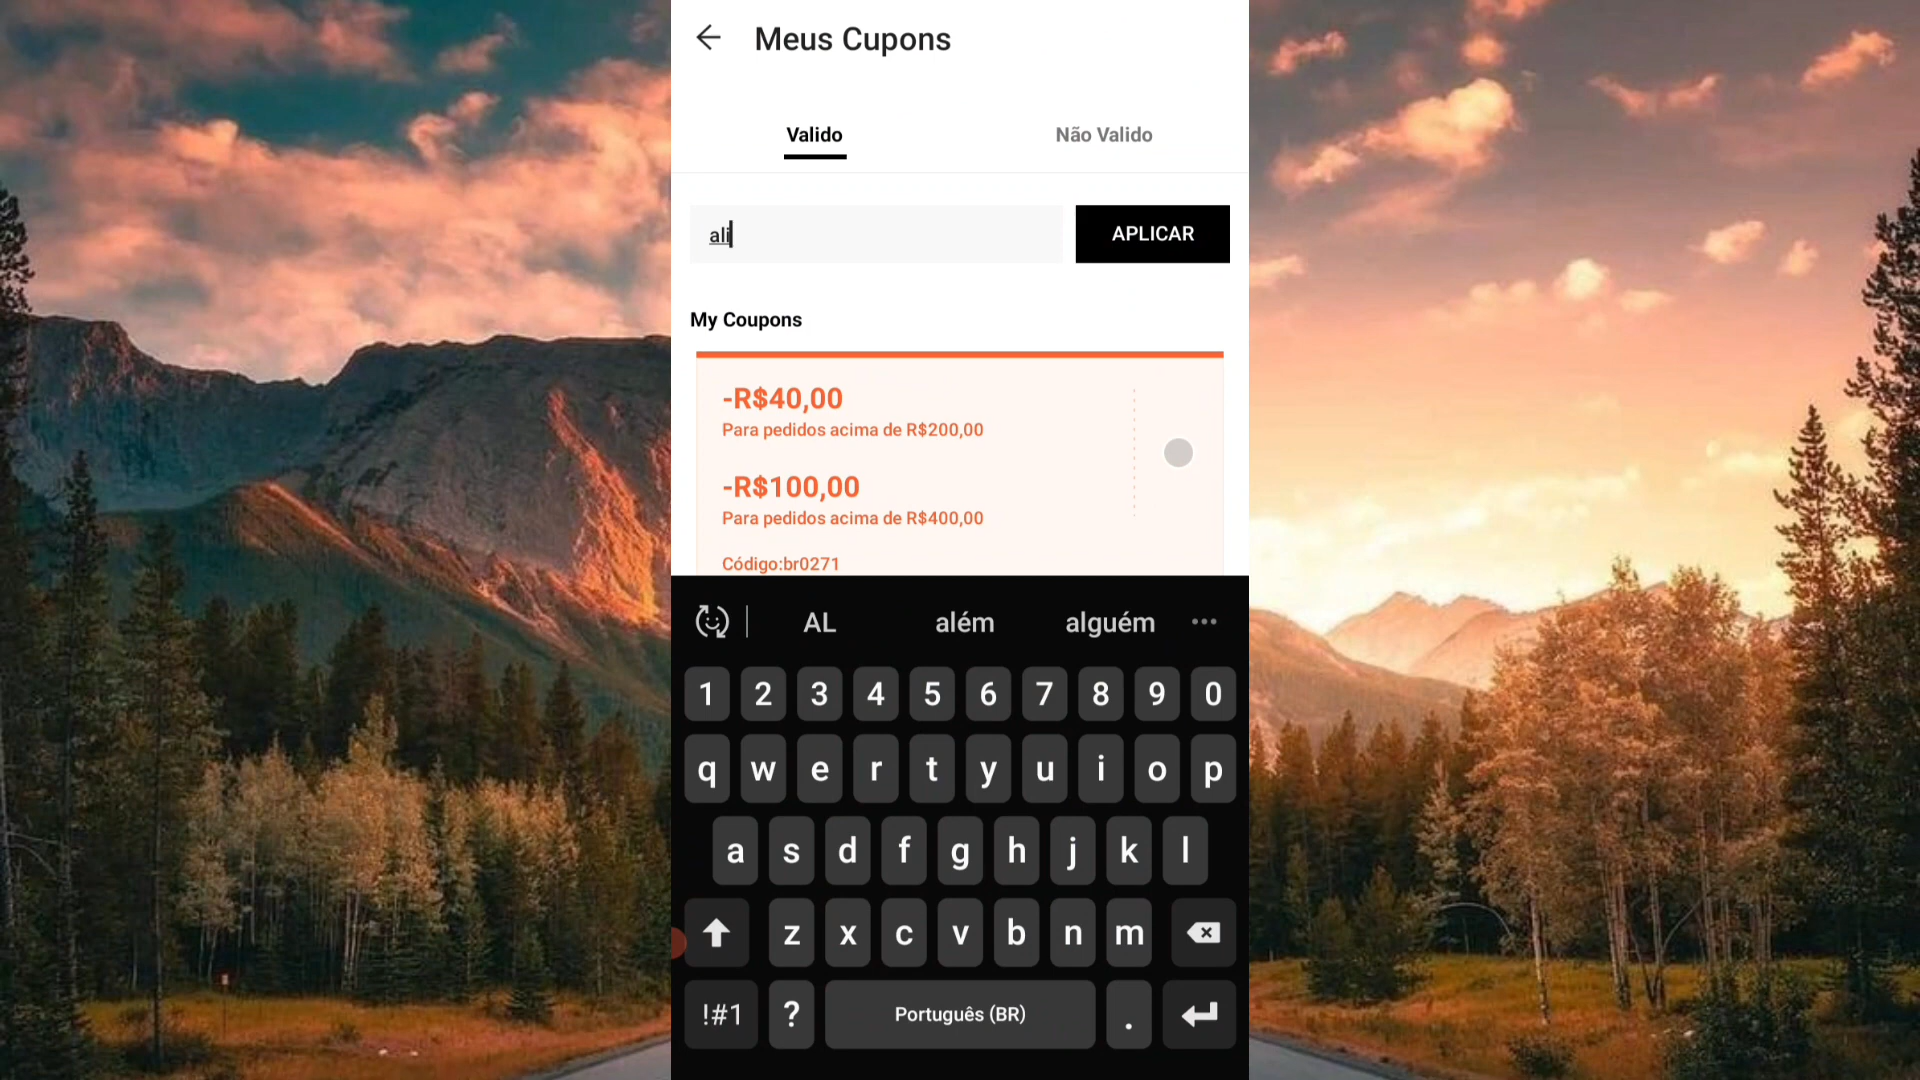 Meus Cupons
Valido
Não Valido
ali
APLICAR
My Coupons
-R$40,00
Para pedidos acima de R$200,00
-R$100,00
Para pedidos acima de R$400,00
Código:br0271
AL além alguém
1 2 3 4 5 6 7 8 9 0
q w e r t y u i o p
a s d f g h j k l
z x c v b n m
!#1 ? Português (BR) .